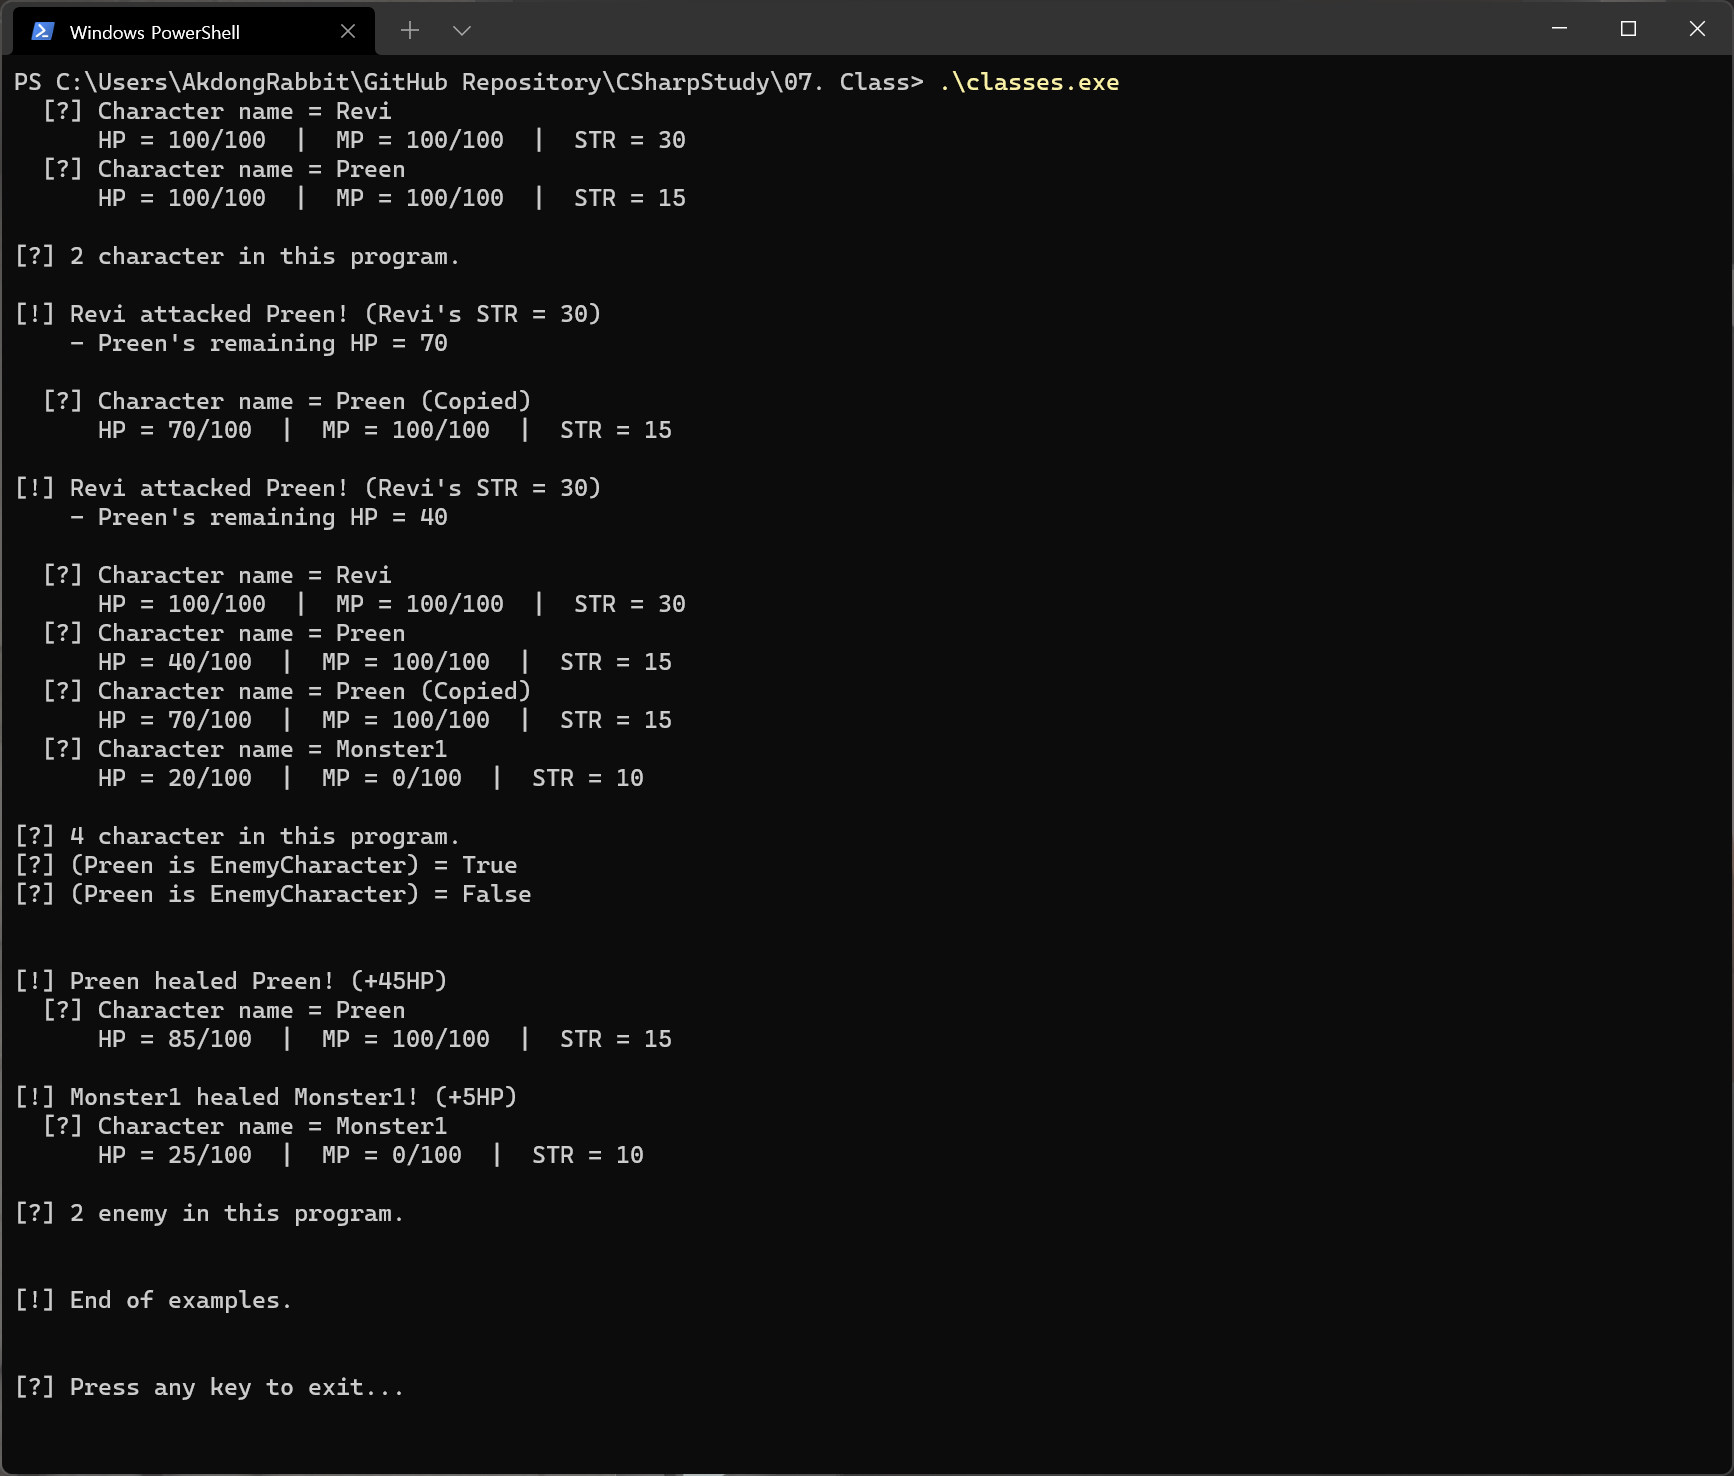 Windows PowerShell
PS C:\Users\AkdongRabbit\GitHub Repository\CSharpStudy\07. Class> .\classes.exe
[?] Character name = Revi
HP = 100/100 | MP = 100/100 | STR = 30
[?] Character name = Preen
HP = 100/100 | MP = 100/100 | STR = 15
[?] 2 character in this program.
[!] Revi attacked Preen! (Revi's STR = 30)
- Preen's remaining HP = 70
[?] Character name = Preen (Copied)
HP = 70/100 | MP = 100/100 | STR = 15
[!] Revi attacked Preen! (Revi's STR = 30)
- Preen's remaining HP = 40
[?] Character name = Revi
HP = 100/100 | MP = 100/100 | STR = 30
[?] Character name = Preen
HP = 40/100 | MP = 100/100 | STR = 15
[?] Character name = Preen (Copied)
HP = 70/100 | MP = 100/100 | STR = 15
[?] Character name = Monster1
HP = 20/100 | MP = 0/100 | STR = 10
[?] 4 character in this program.
[?] (Preen is EnemyCharacter) = True
[?] (Preen is EnemyCharacter) = False
[!] Preen healed Preen! (+45HP)
[?] Character name = Preen
HP = 85/100 | MP = 100/100 | STR = 15
[!] Monster1 healed Monster1! (+5HP)
[?] Character name = Monster1
HP = 25/100 | MP = 0/100 | STR = 10
[?] 2 enemy in this program.
[!] End of examples.
[?] Press any key to exit...